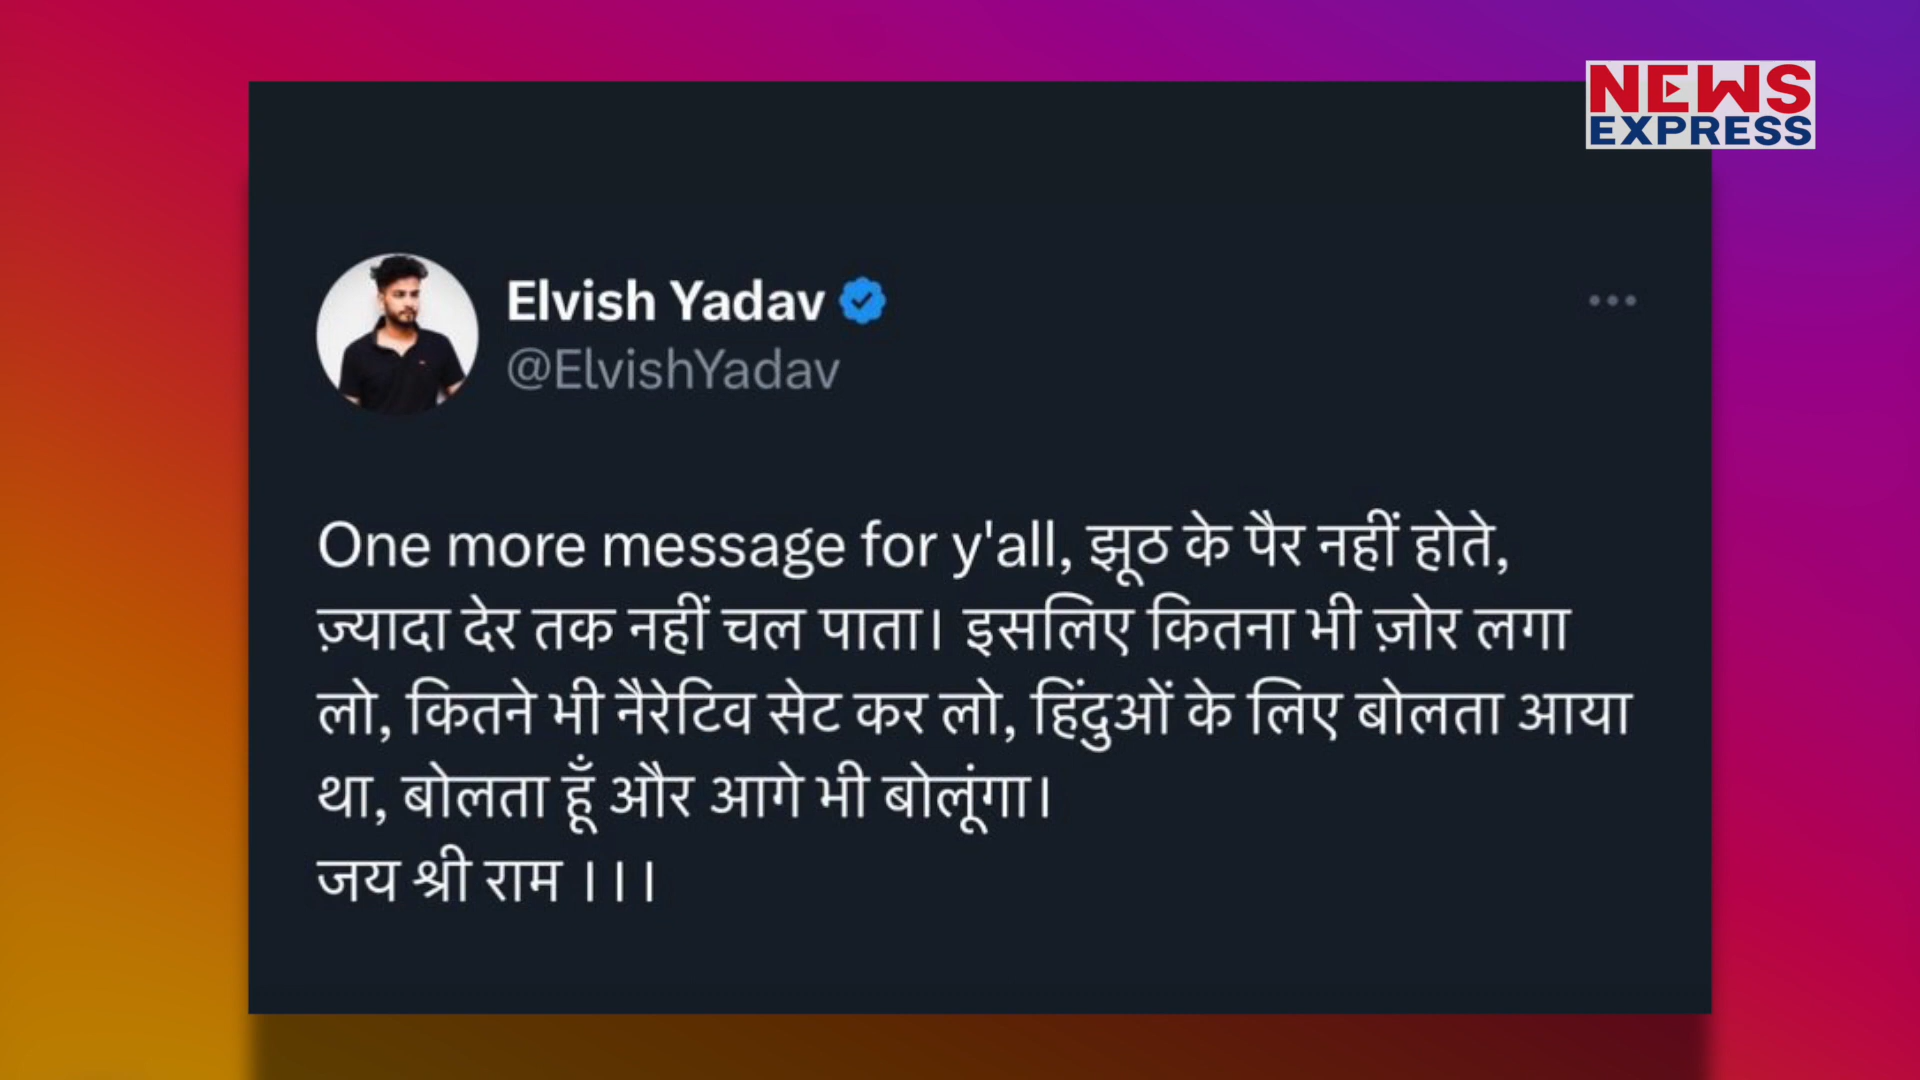 NEWS
EXPRESS
Elvish Yadav
@ElvishYadav
One more message for y'all, झूठ के पैर नहीं होते,
ज़्यादा देर तक नहीं चल पाता। इसलिए कितना भी ज़ोर लगा
लो, कितने भी नैरेटिव सेट कर लो, हिंदुओं के लिए बोलता आया
था, बोलता हूँ और आगे भी बोलूंगा।
जय श्री राम ।।।